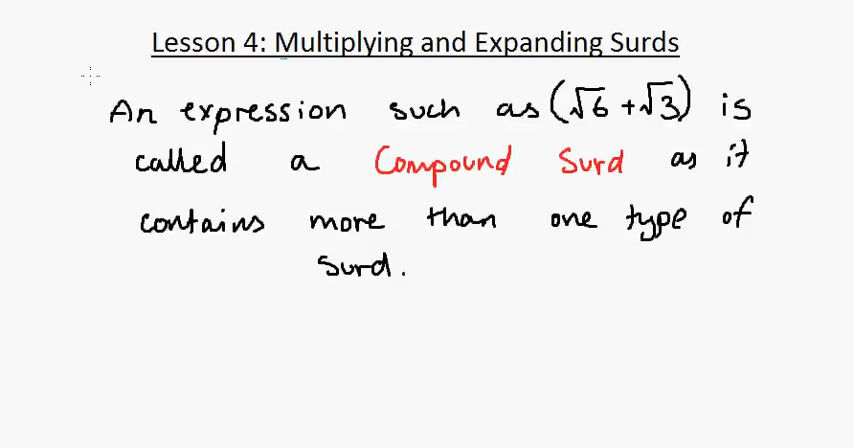 Lesson 4: Multiplying and Expanding Surds
An expression such as (√6 + √3) is
called a Compound Surd as it
contains more than one type of
surd.